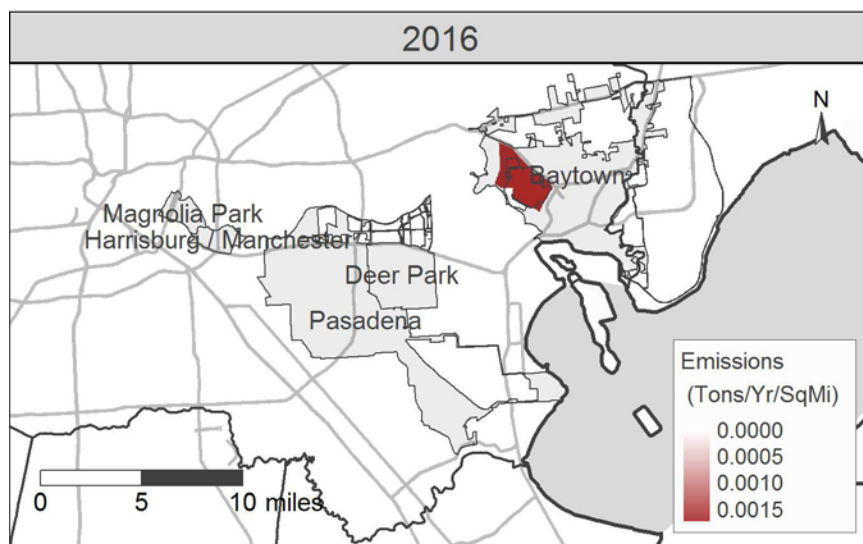 2016
N
Baytown
Magnolia Park
Harrisburg
Manchester
Deer Park
Pasadena
Emissions
(Tons/Yr/SqMi)
0.0000
0.0005
0.0010
0.0015
0 5 10 miles